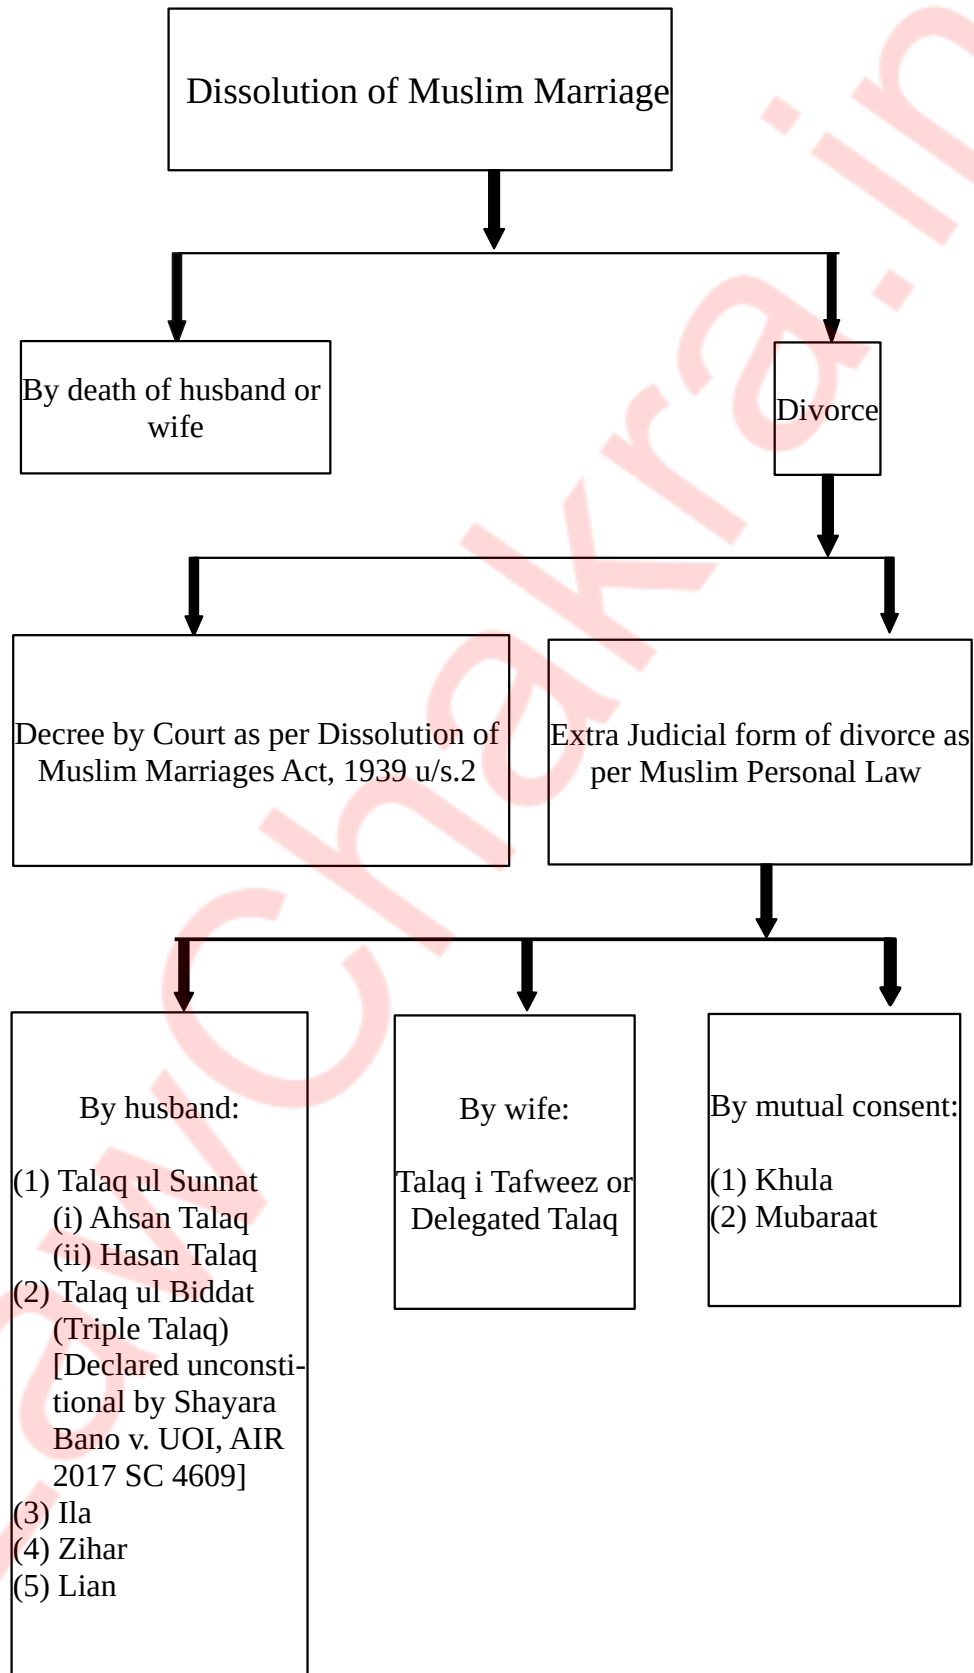 Dissolution of Muslim Marriage
By death of husband or
wife
Divorce
Decree by Court as per Dissolution of
Muslim Marriages Act, 1939 u/s.2
Extra Judicial form of divorce as
per Muslim Personal Law
By husband:
(1) Talaq ul Sunnat
(i) Ahsan Talaq
(ii) Hasan Talaq
(2) Talaq ul Biddat
(Triple Talaq)
[Declared unconsti-
tional by Shayara
Bano v. UOI, AIR
2017 SC 4609]
(3) Ila
(4) Zihar
(5) Lian
By wife:
Talaq i Tafweez or
Delegated Talaq
By mutual consent:
(1) Khula
(2) Mubaraat
LawChakra.in